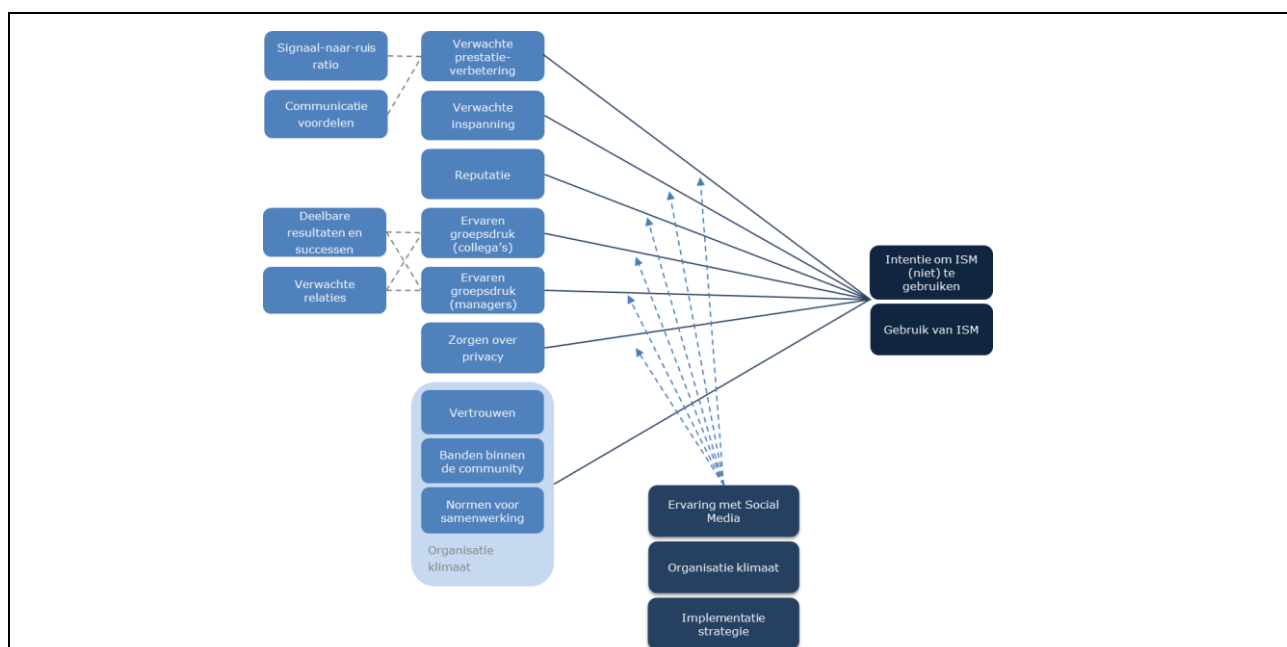 Signaal-naar-ruis
ratio
Communicatie
voordelen
Deelbare
resultaten en
successen
Verwachte
relaties
Verwachte
prestatie-
verbetering
Verwachte
inspanning
Reputatie
Ervaren
groepsdruk
(collega's)
Ervaren
groepsdruk
(managers)
Zorgen over
privacy
Vertrouwen
Banden binnen
de community
Normen voor
samenwerking
Organisatie
klimaat
Ervaring met Social
Media
Organisatie klimaat
Implementatie
strategie
Intentie om ISM
(niet) te
gebruiken
Gebruik van ISM